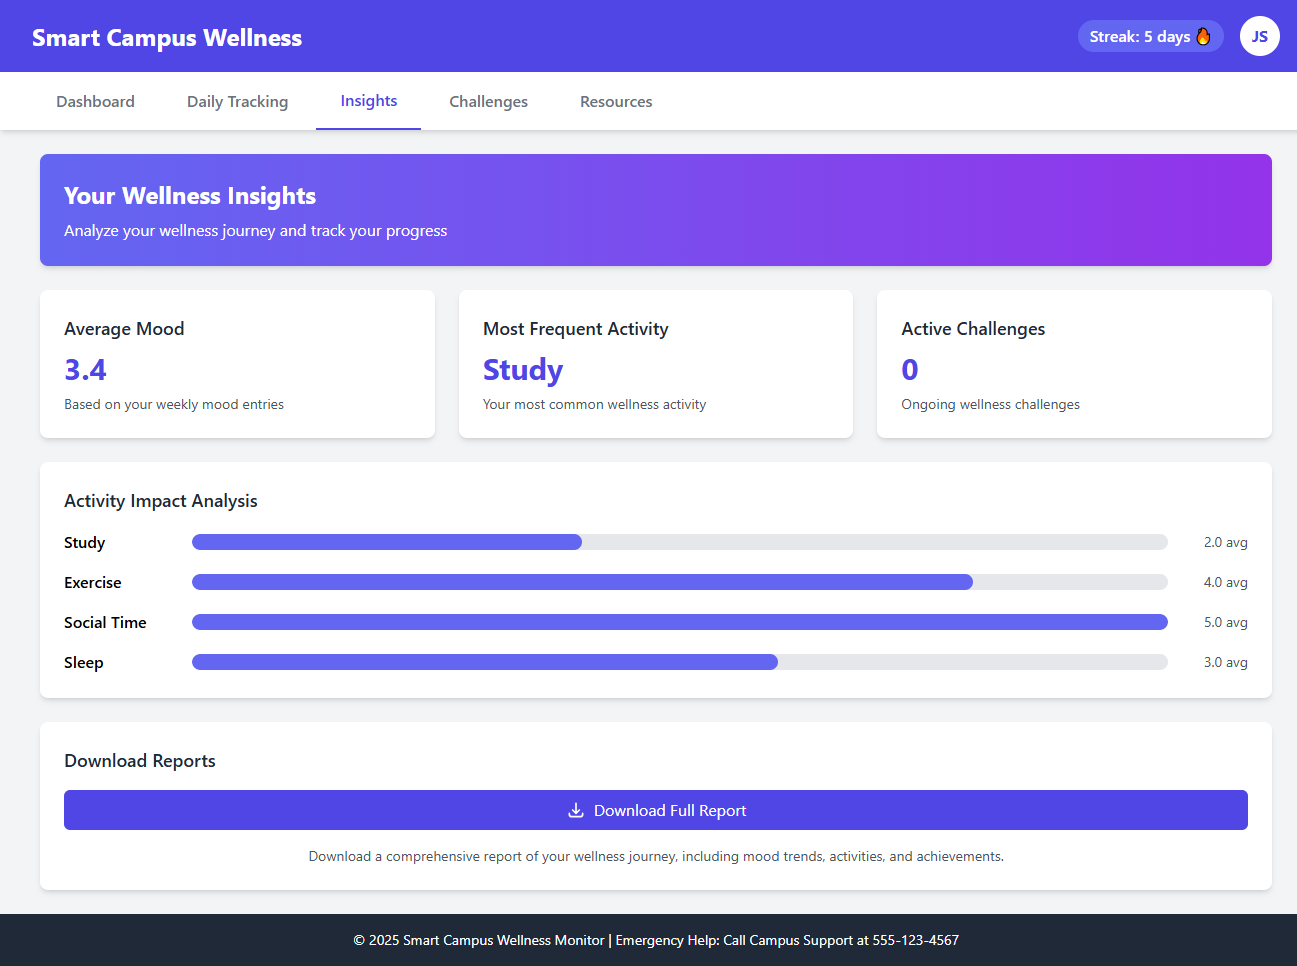 Smart Campus Wellness
Streak: 5 days 🔥
JS
Dashboard
Daily Tracking
Insights
Challenges
Resources
Your Wellness Insights
Analyze your wellness journey and track your progress
Average Mood
3.4
Based on your weekly mood entries
Most Frequent Activity
Study
Your most common wellness activity
Active Challenges
0
Ongoing wellness challenges
Activity Impact Analysis
Study 2.0 avg
Exercise 4.0 avg
Social Time 5.0 avg
Sleep 3.0 avg
Download Reports
Download Full Report
Download a comprehensive report of your wellness journey, including mood trends, activities, and achievements.
© 2025 Smart Campus Wellness Monitor | Emergency Help: Call Campus Support at 555-123-4567